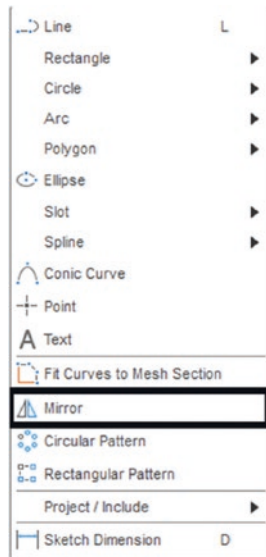 Line L
Rectangle
Circle
Arc
Polygon
Ellipse
Slot
Spline
Conic Curve
Point
Text
Fit Curves to Mesh Section
Mirror
Circular Pattern
Rectangular Pattern
Project / Include
Sketch Dimension D